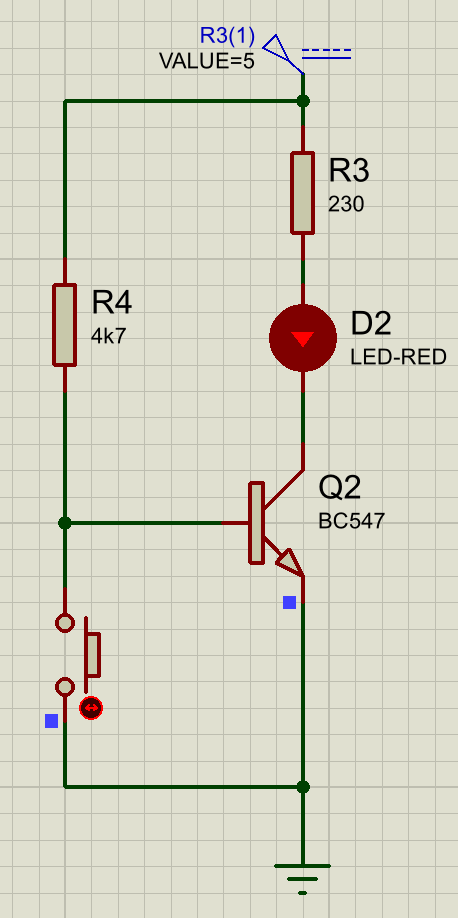 R3(1)
VALUE=5
R3
230
R4
4k7
D2
LED-RED
Q2
BC547